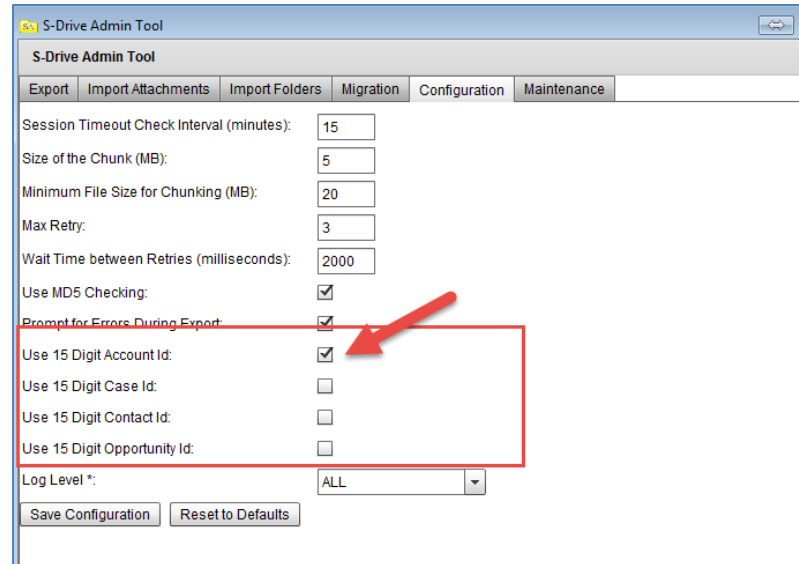 SA S-Drive Admin Tool
S-Drive Admin Tool
Export Import Attachments Import Folders Migration Configuration Maintenance
Session Timeout Check Interval (minutes): 15
Size of the Chunk (MB): 5
Minimum File Size for Chunking (MB): 20
Max Retry: 3
Wait Time between Retries (milliseconds): 2000
Use MD5 Checking:
Prompt for Errors During Export:
Use 15 Digit Account Id:
Use 15 Digit Case Id:
Use 15 Digit Contact Id:
Use 15 Digit Opportunity Id:
Log Level *: ALL
Save Configuration Reset to Defaults